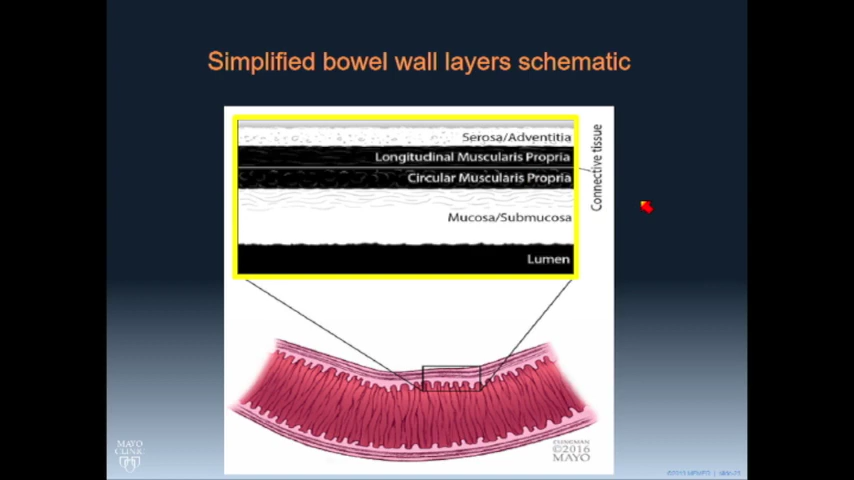 Simplified bowel wall layers schematic
Serosa/Adventitia
Longitudinal Muscularis Propria
Circular Muscularis Propria
Connective tissue
Mucosa/Submucosa
Lumen
©2016
MAYO
MAYO
CLINIC